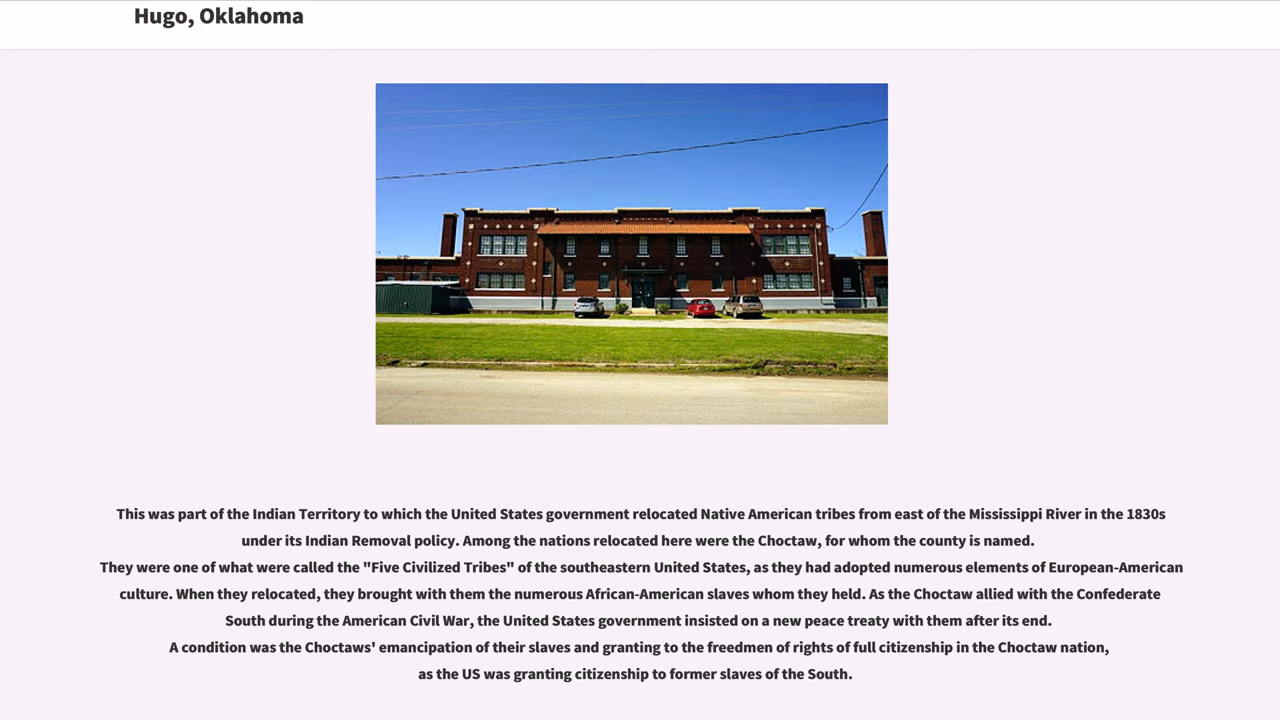 Hugo, Oklahoma
This was part of the Indian Territory to which the United States government relocated Native American tribes from east of the Mississippi River in the 1830s
under its Indian Removal policy. Among the nations relocated here were the Choctaw, for whom the county is named.
They were one of what were called the "Five Civilized Tribes" of the southeastern United States, as they had adopted numerous elements of European-American
culture. When they relocated, they brought with them the numerous African-American slaves whom they held. As the Choctaw allied with the Confederate
South during the American Civil War, the United States government insisted on a new peace treaty with them after its end.
A condition was the Choctaws' emancipation of their slaves and granting to the freedmen of rights of full citizenship in the Choctaw nation,
as the US was granting citizenship to former slaves of the South.